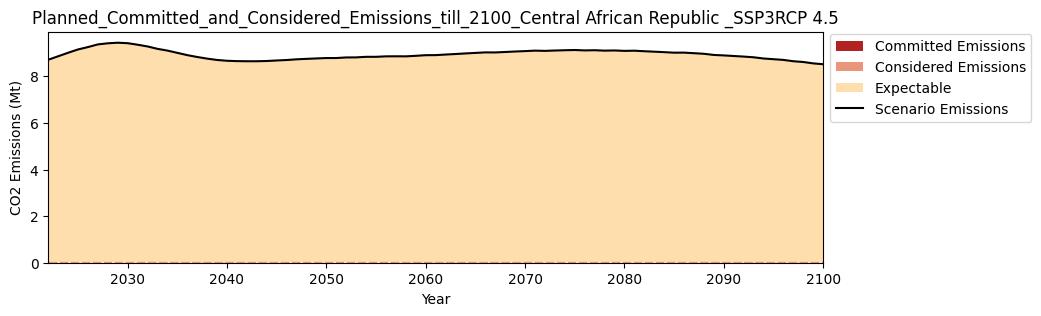 Planned_Committed_and_Considered_Emissions_till_2100_Central African Republic _SSP3RCP 4.5
Committed Emissions
Considered Emissions
Expectable
Scenario Emissions
CO2 Emissions (Mt)
8
6
4
2
0
2030 2040 2050 2060 2070 2080 2090 2100
Year